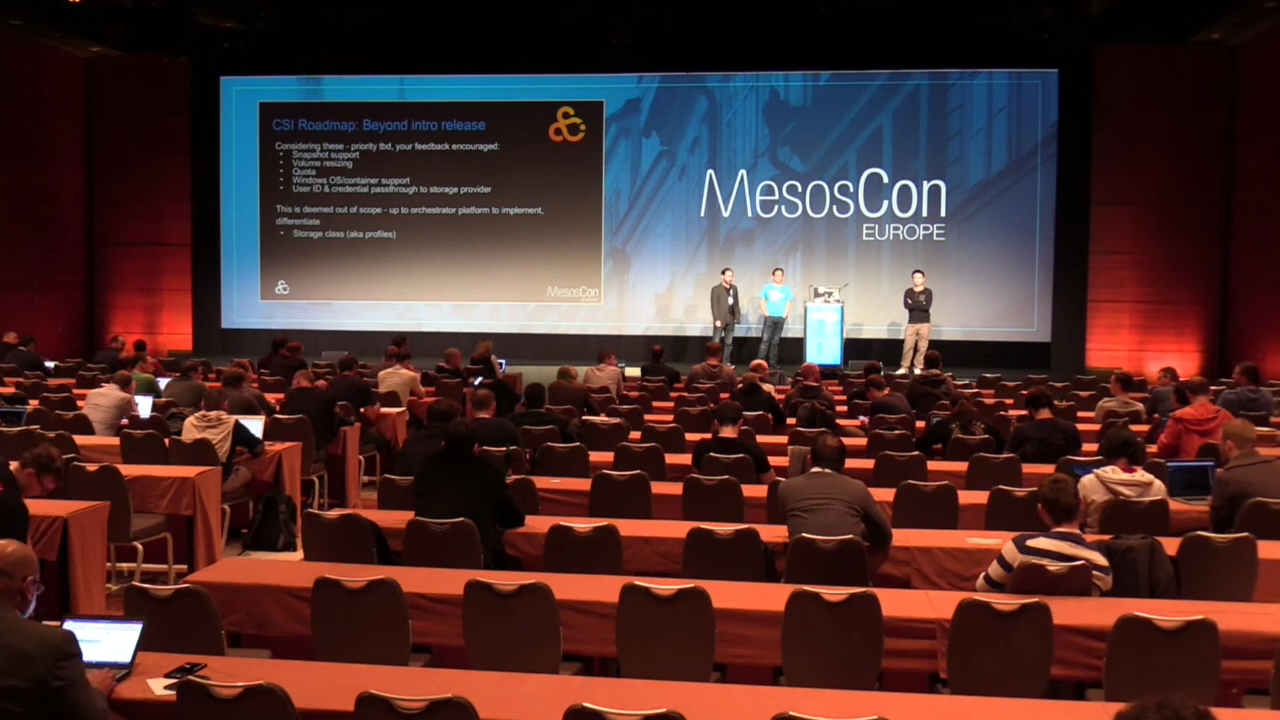 CSI Roadmap: Beyond intro release
Considering these - priority tbd, your feedback encouraged:
• Snapshot support
• Volume resizing
• Quota
• Windows OS/container support
• User ID & credential passthrough to storage provider
This is deemed out of scope - up to orchestrator platform to implement,
differentiate
• Storage class (aka profiles)
MesosCon
EUROPE
MesosCon
EUROPE